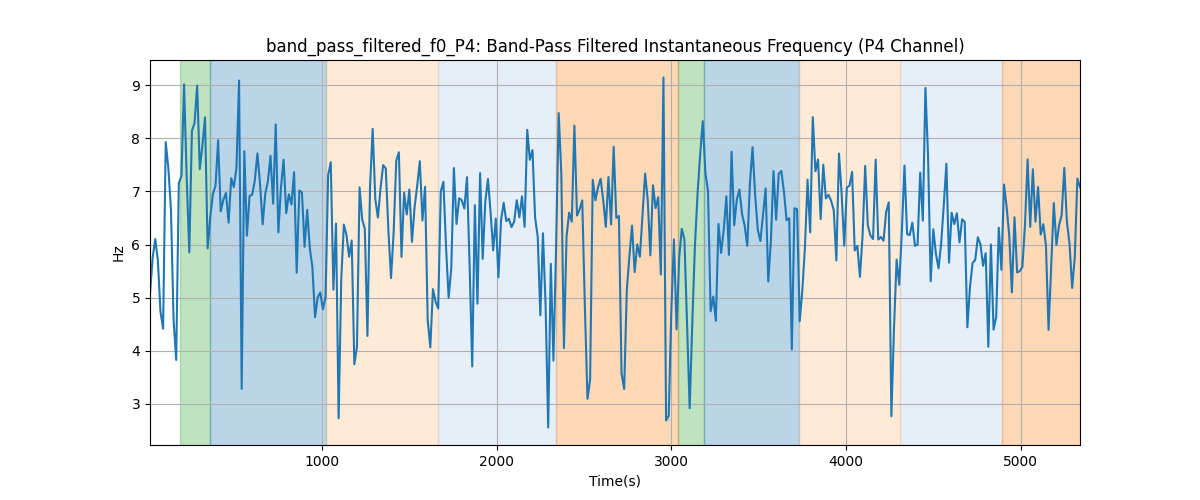 band_pass_filtered_f0_P4: Band-Pass Filtered Instantaneous Frequency (P4 Channel)
9
8
7
6
5
4
3
Hz
1000 2000 3000 4000 5000
Time(s)